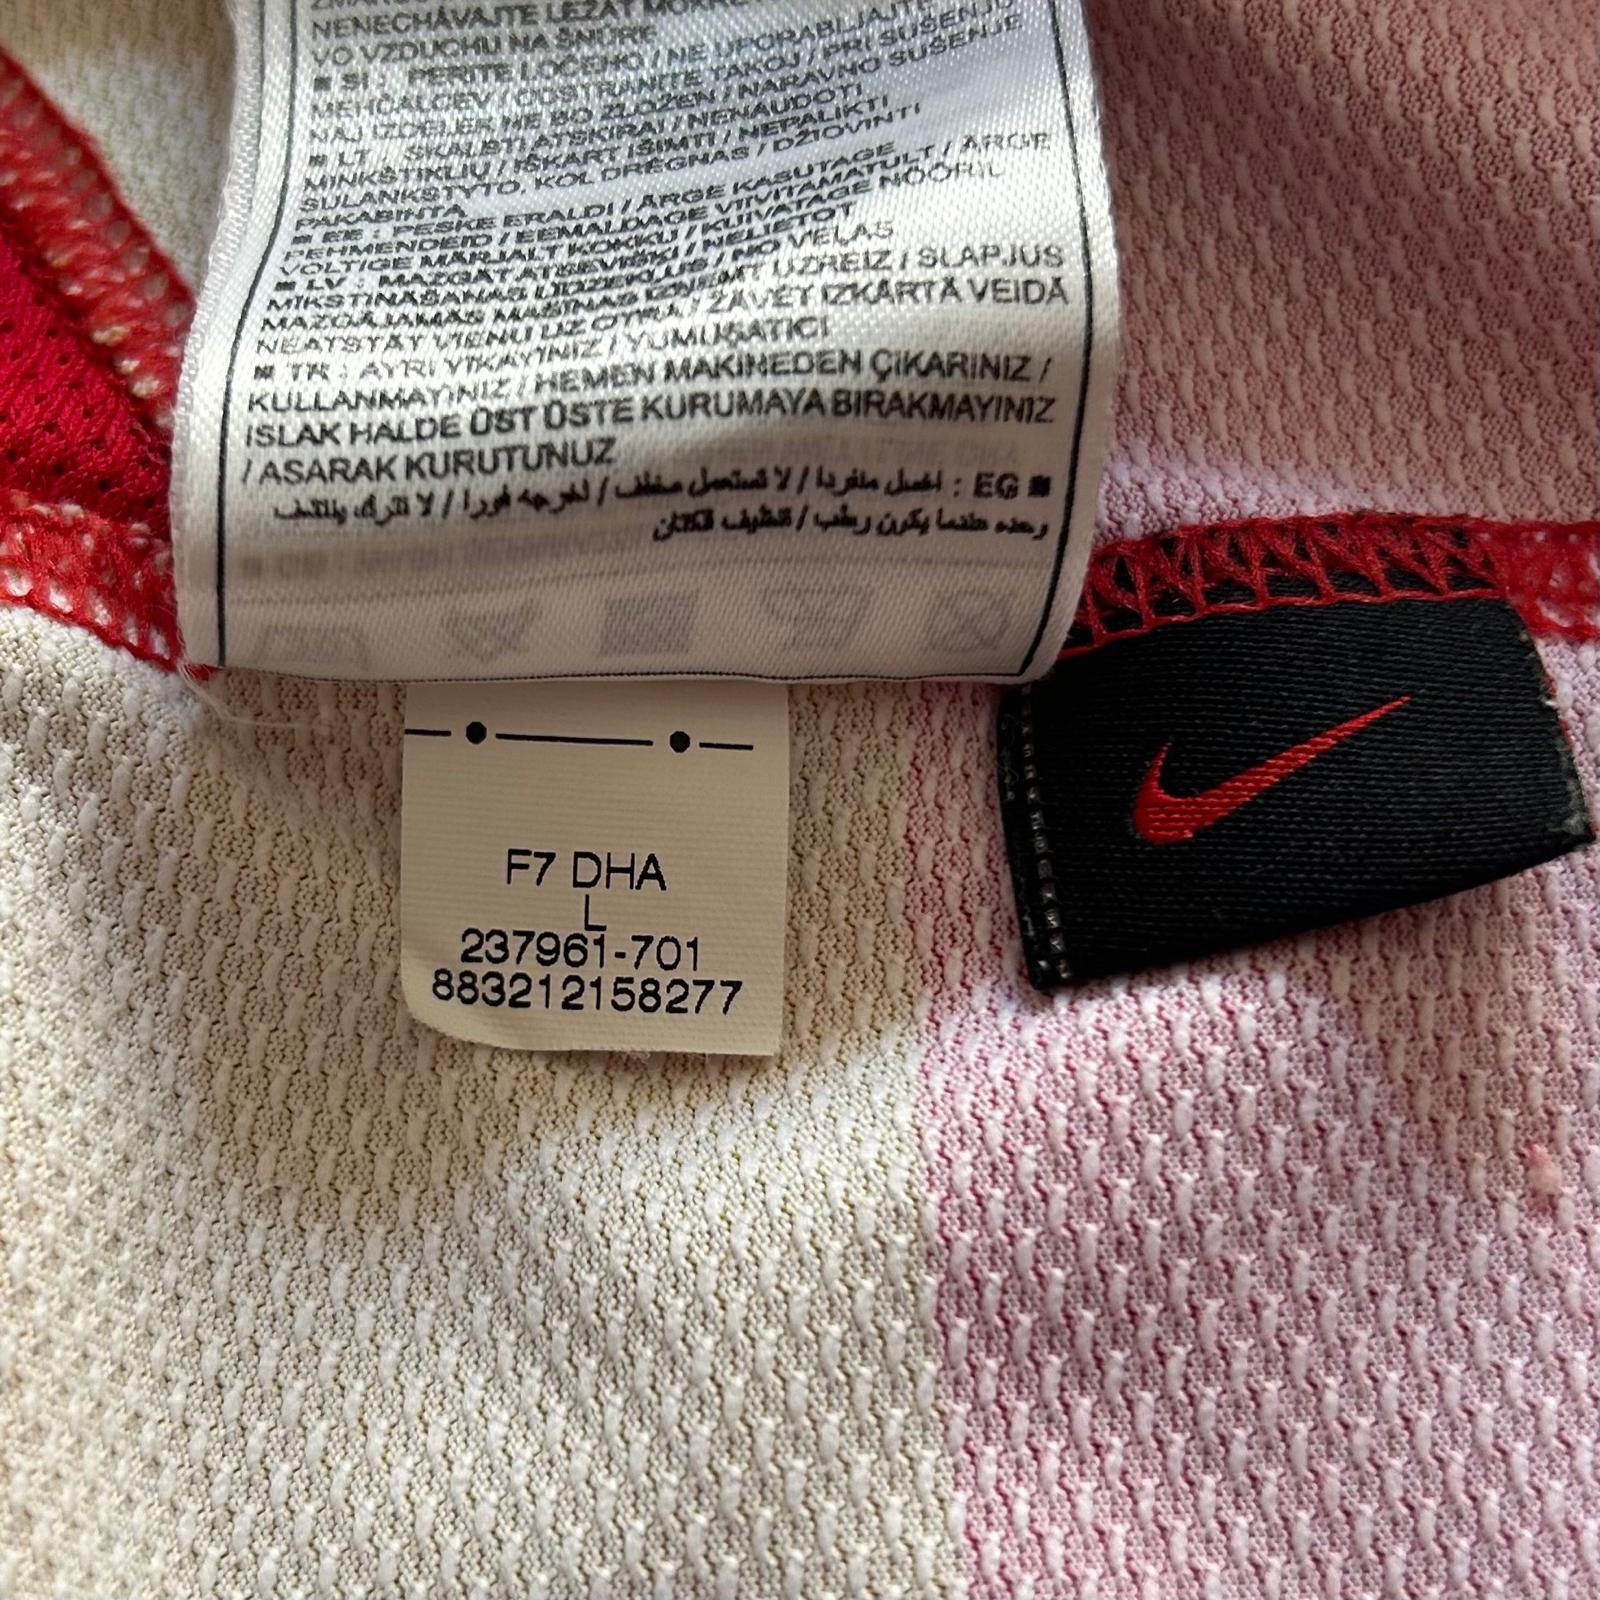 NENECHÁVAJTE LEŽAŤ MOKRÉ
VO VZDUCHU NA ŠNÚRE
■ SI : PERITE LOČENO / NE UPORABLJAJTE
MEHČALCEV / ODSTRANITE TAKOJ / PRI SUŠENJU
NAJ IZDELEK NE BO ZLOŽEN / NARAVNO SUŠENJE
■ LT : SKALBTI ATSKIRAI / NENAUDOTI
MINKŠTIKLIŲ / IŠKART IŠIMTI / NEPALIKTI
SULANKSTYTO, KOL DRĖGNAS / DŽIOVINTI
PAKABINTA
■ EE : PESKE ERALDI / ÄRGE KASUTAGE
PEHMENDEID / EEMALDAGE VIIVITAMATULT / ÄRGE
VOLTIGE MÄRJALT KOKKU / KUIVATAGE NÖÖRIL
■ LV : MAZGĀT ATSEVIŠĶI / NELIETOT
MĪKSTINĀŠANAS LĪDZEKĻUS / NO VEĻAS
MAZGĀJAMĀS MAŠĪNAS IZŅEMT UZREIZ / SLAPJUS
NEATSTĀT VIENU UZ OTRA / ŽĀVĒT IZKĀRTĀ VEIDĀ
■ TR : AYRI YIKAYINIZ / YUMUŞATICI
KULLANMAYINIZ / HEMEN MAKİNEDEN ÇIKARINIZ /
ISLAK HALDE ÜST ÜSTE KURUMAYA BIRAKMAYINIZ
/ ASARAK KURUTUNUZ
■ EG : اغسل منفردا / لا تستعمل مخفف / اخرجه فورا / لا تتركه
وحده عندما يكون رطب /
F7 DHA
L
237961-701
883212158277